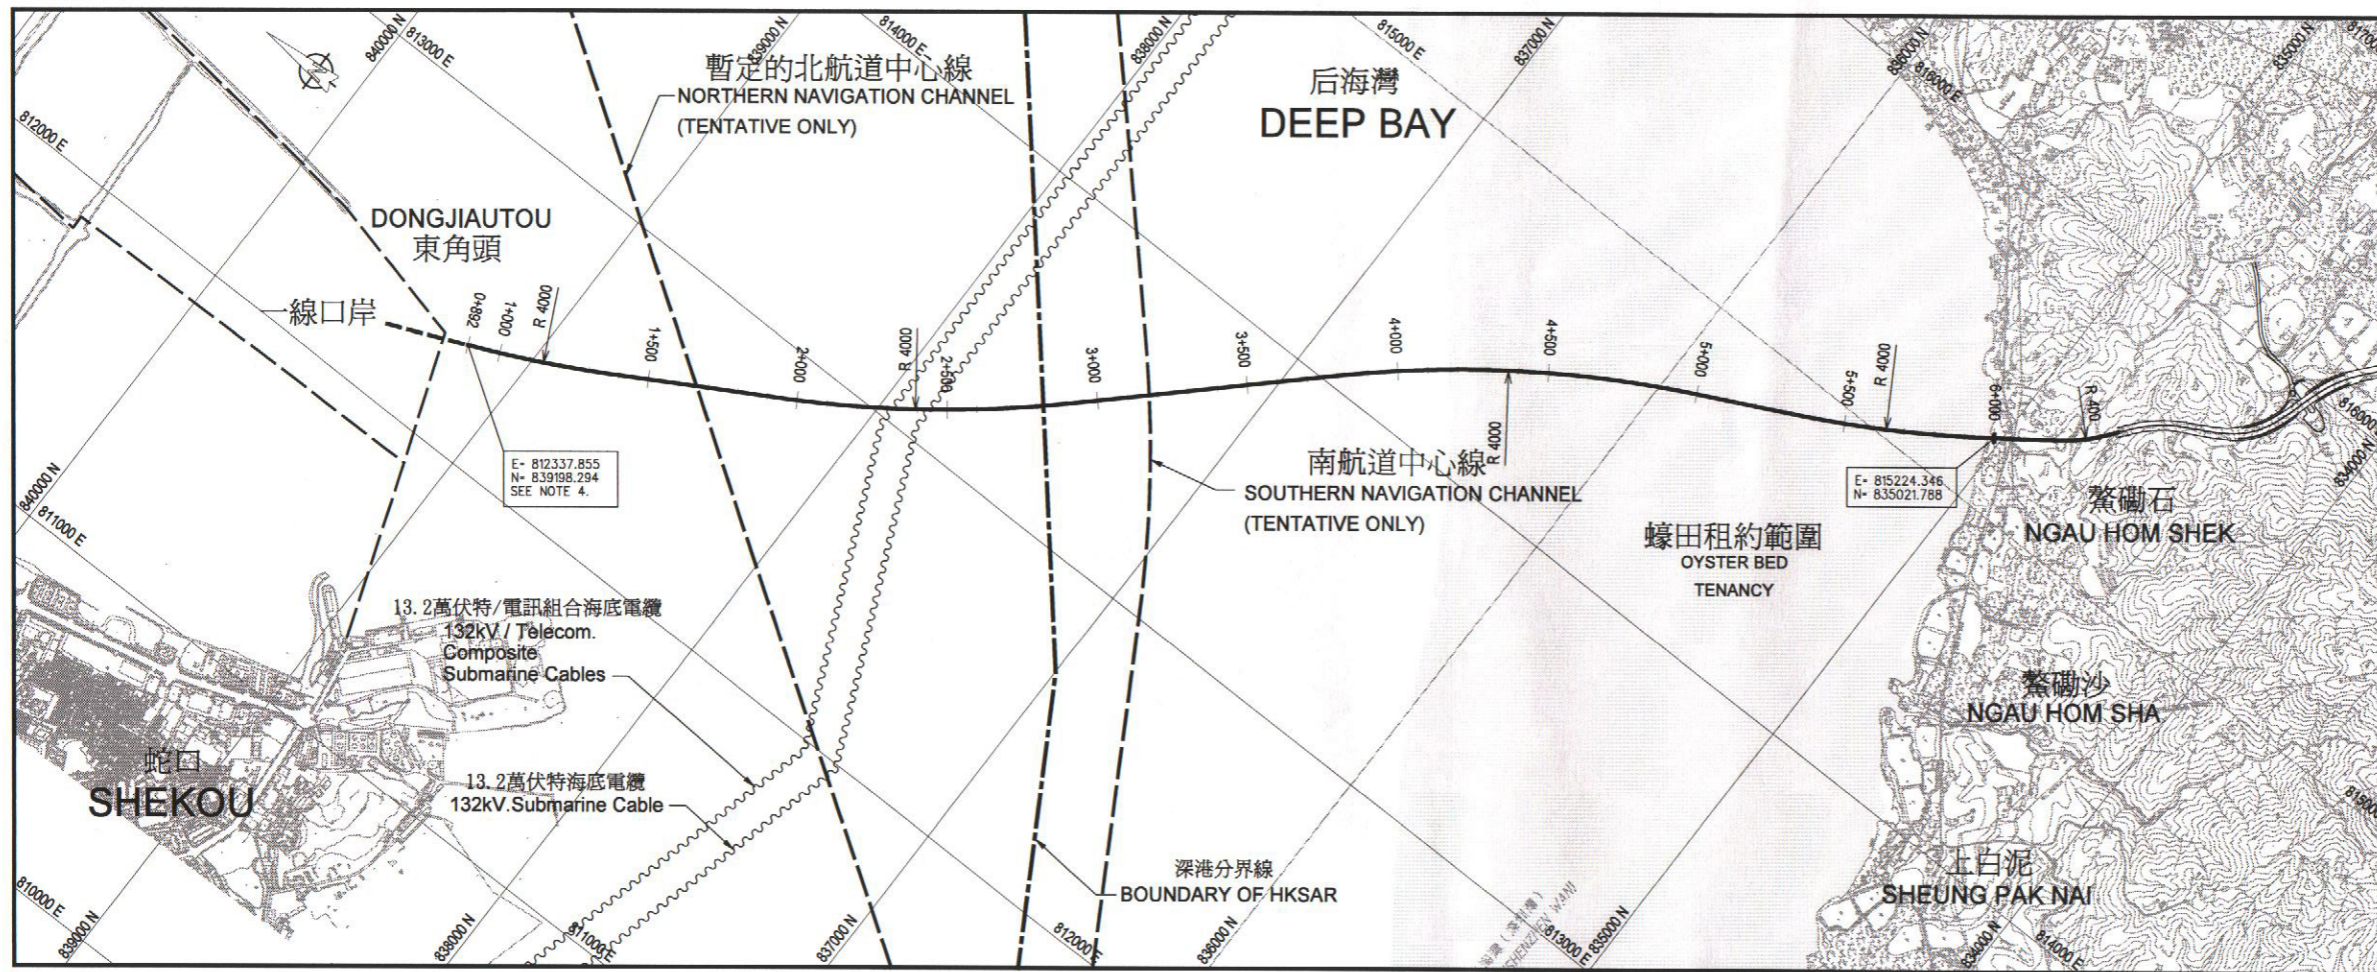 840000 N
813000 E
839000 N
814000 E
838000 N
815000 E
837000 N
836000 N
816000 E
835000 N
812000 E
暫定的北航道中心線
NORTHERN NAVIGATION CHANNEL
(TENTATIVE ONLY)
后海灣
DEEP BAY
DONGJIAUTOU
東角頭
一線口岸
0+892
1+000
R 4000
1+500
2+000
R 4000
2+500
3+000
3+500
4+000
4+500
R 4000
5+000
5+500
R 4000
6+000
R 400
816000 E
834000 N
E- 812337.855
N- 839198.294
SEE NOTE 4.
E- 815224.346
N- 835021.788
南航道中心線
SOUTHERN NAVIGATION CHANNEL
(TENTATIVE ONLY)
蠔田租約範圍
OYSTER BED
TENANCY
鰲磡石
NGAU HOM SHEK
840000 N
811000 E
13.2萬伏特/電訊組合海底電纜
132kV / Telecom.
Composite
Submarine Cables
鰲磡沙
NGAU HOM SHA
蛇口
SHEKOU
13.2萬伏特海底電纜
132kV.Submarine Cable
深港分界線
BOUNDARY OF HKSAR
上白泥
SHEUNG PAK NAI
810000 E
839000 N
838000 N
811000 E
837000 N
812000 E
836000 N
813000 E
835000 N
834000 N
814000 E